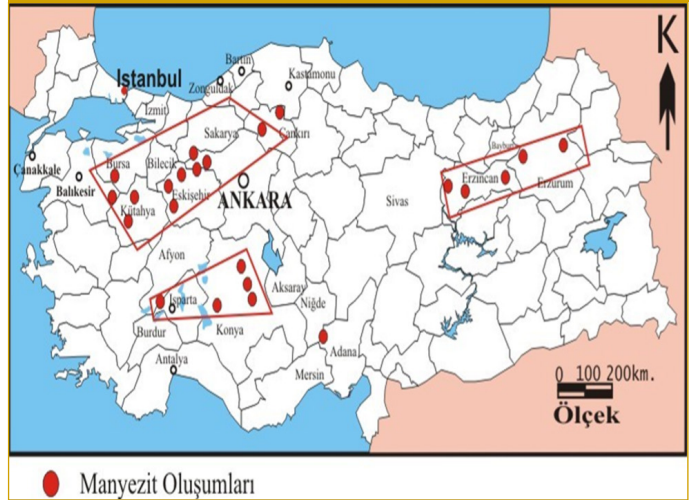 K
Bartın
Istanbul
Zonguldak
Kastamonu
İzmit
Sakarya
Çankırı
Çanakkale
Bursa
Bilecik
Bayburt
Balıkesir
Eskişehir
ANKARA
Erzincan
Erzurum
Kütahya
Sivas
Afyon
Aksaray
Isparta
Niğde
Burdur
Konya
Antalya
Adana
Mersin
0 100 200km.
Ölçek
Manyezit Oluşumları